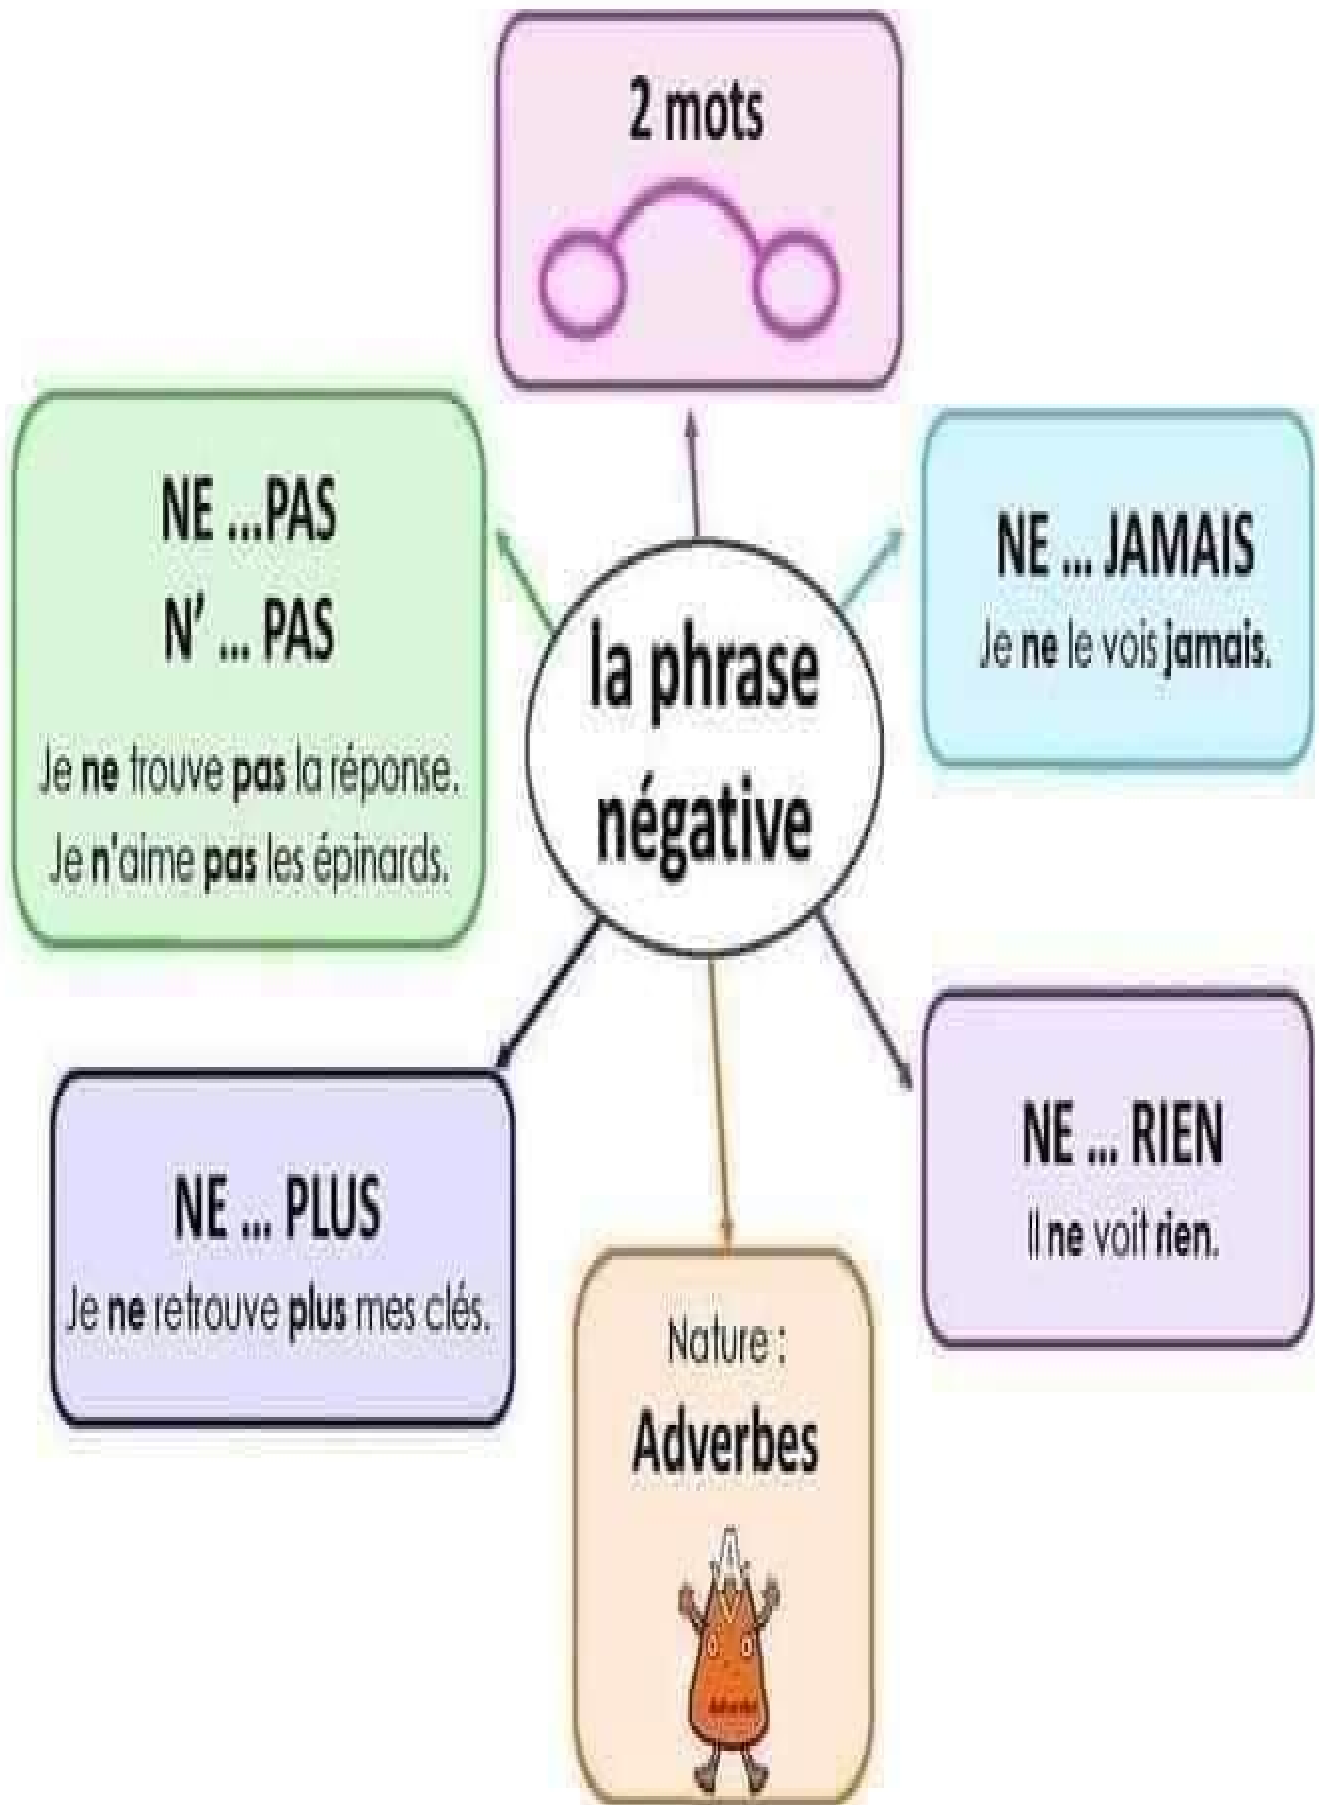 2 mots
NE ...PAS
N' ... PAS
Je ne trouve pas la réponse.
Je n'aime pas les épinards.
la phrase
négative
NE ... JAMAIS
Je ne le vois jamais.
NE ... PLUS
Je ne retrouve plus mes clés.
NE ... RIEN
Il ne voit rien.
Nature :
Adverbes